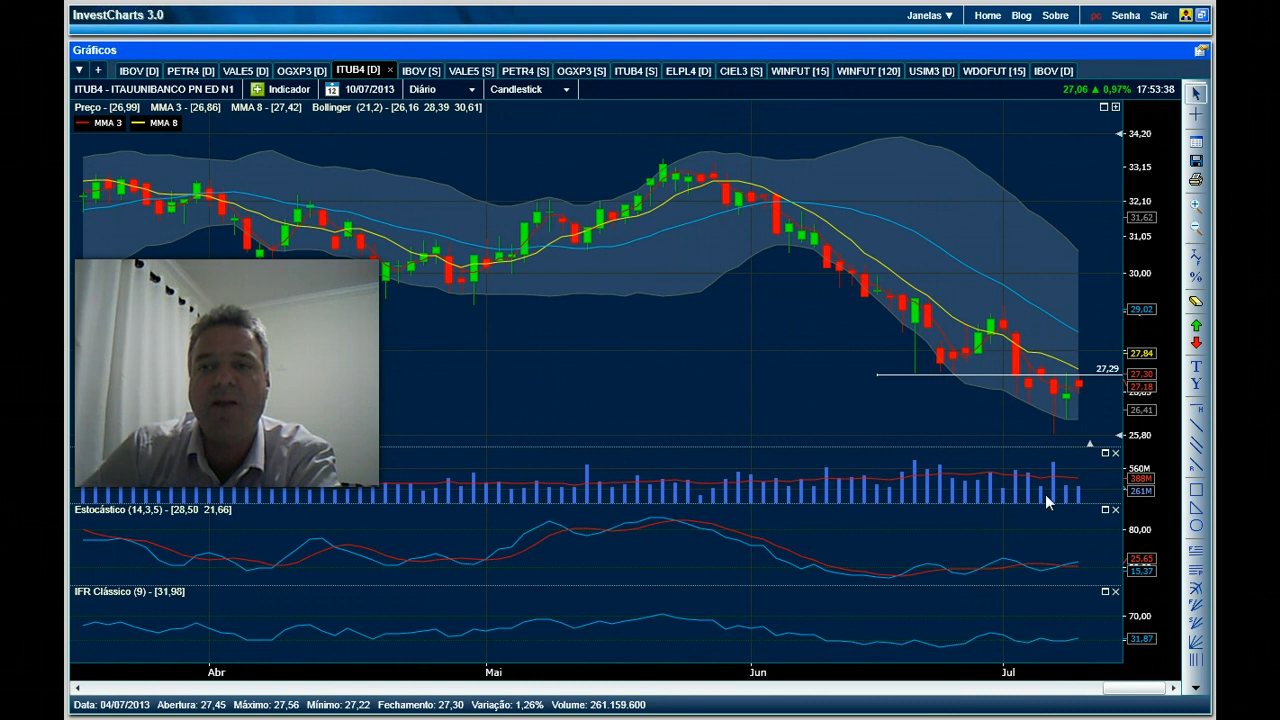 InvestCharts 3.0
Janelas ▼ Home Blog Sobre pc Senha Sair
Gráficos
▼ + IBOV [D] PETR4 [D] VALE5 [D] OGXP3 [D] ITUB4 [D] × IBOV [S] VALE5 [S] PETR4 [S] OGXP3 [S] ITUB4 [S] ELPL4 [D] CIEL3 [S] WINFUT [15] WINFUT [120] USIM3 [D] WDOFUT [15] IBOV [D]
ITUB4 - ITAUUNIBANCO PN ED N1 Indicador 12 10/07/2013 Diário Candlestick 27,06 ▲ 0,97% 17:53:38
Preço - [26,99] MMA 3 - [26,86] MMA 8 - [27,42] Bollinger (21,2) - [26,16 28,39 30,61]
MMA 3 MMA 8
34,20
33,15
32,10
31,62
31,05
30,00
29,02
27,84
27,29
27,30
27,18
26,41
25,80
560M
388M
261M
Estocástico (14,3,5) - [28,50 21,66]
80,00
25,65
15,37
IFR Clássico (9) - [31,98]
70,00
31,87
Abr Mai Jun Jul
Data: 04/07/2013 Abertura: 27,45 Máximo: 27,56 Mínimo: 27,22 Fechamento: 27,30 Variação: 1,26% Volume: 261.159.600